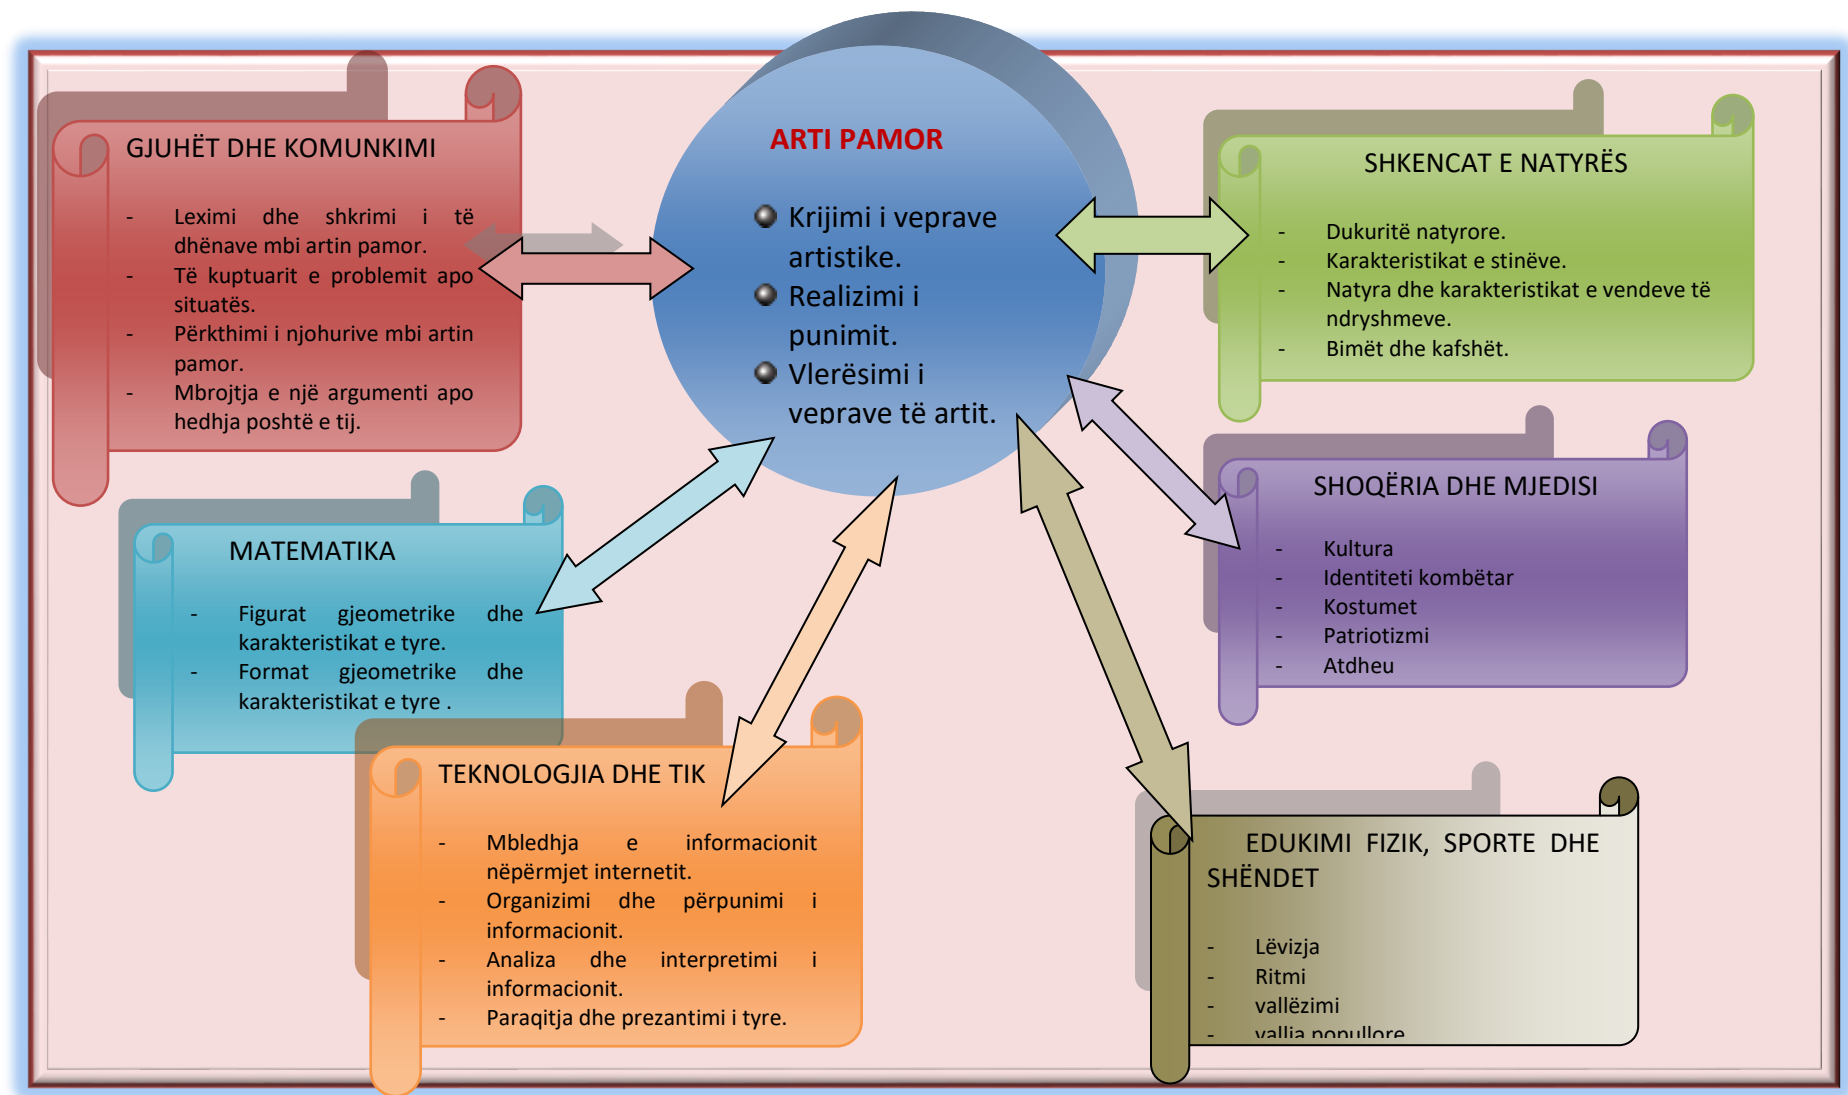 GJUHËT DHE KOMUNKIMI
- Leximi dhe shkrimi i të
dhënave mbi artin pamor.
- Të kuptuarit e problemit apo
situatës.
- Përkthimi i njohurive mbi artin
pamor.
- Mbrojtja e një argumenti apo
hedhja poshtë e tij.
ARTI PAMOR
Krijimi i veprave
artistike.
Realizimi i
punimit.
Vlerësimi i
veprave të artit.
SHKENCAT E NATYRËS
- Dukuritë natyrore.
- Karakteristikat e stinëve.
- Natyra dhe karakteristikat e vendeve të
ndryshmeve.
- Bimët dhe kafshët.
MATEMATIKA
- Figurat gjeometrike dhe
karakteristikat e tyre.
- Format gjeometrike dhe
karakteristikat e tyre .
SHOQËRIA DHE MJEDISI
- Kultura
- Identiteti kombëtar
- Kostumet
- Patriotizmi
- Atdheu
TEKNOLOGJIA DHE TIK
- Mbledhja e informacionit
nëpërmjet internetit.
- Organizimi dhe përpunimi i
informacionit.
- Analiza dhe interpretimi i
informacionit.
- Paraqitja dhe prezantimi i tyre.
EDUKIMI FIZIK, SPORTE DHE
SHËNDET
- Lëvizja
- Ritmi
- vallëzimi
- vallja popullore